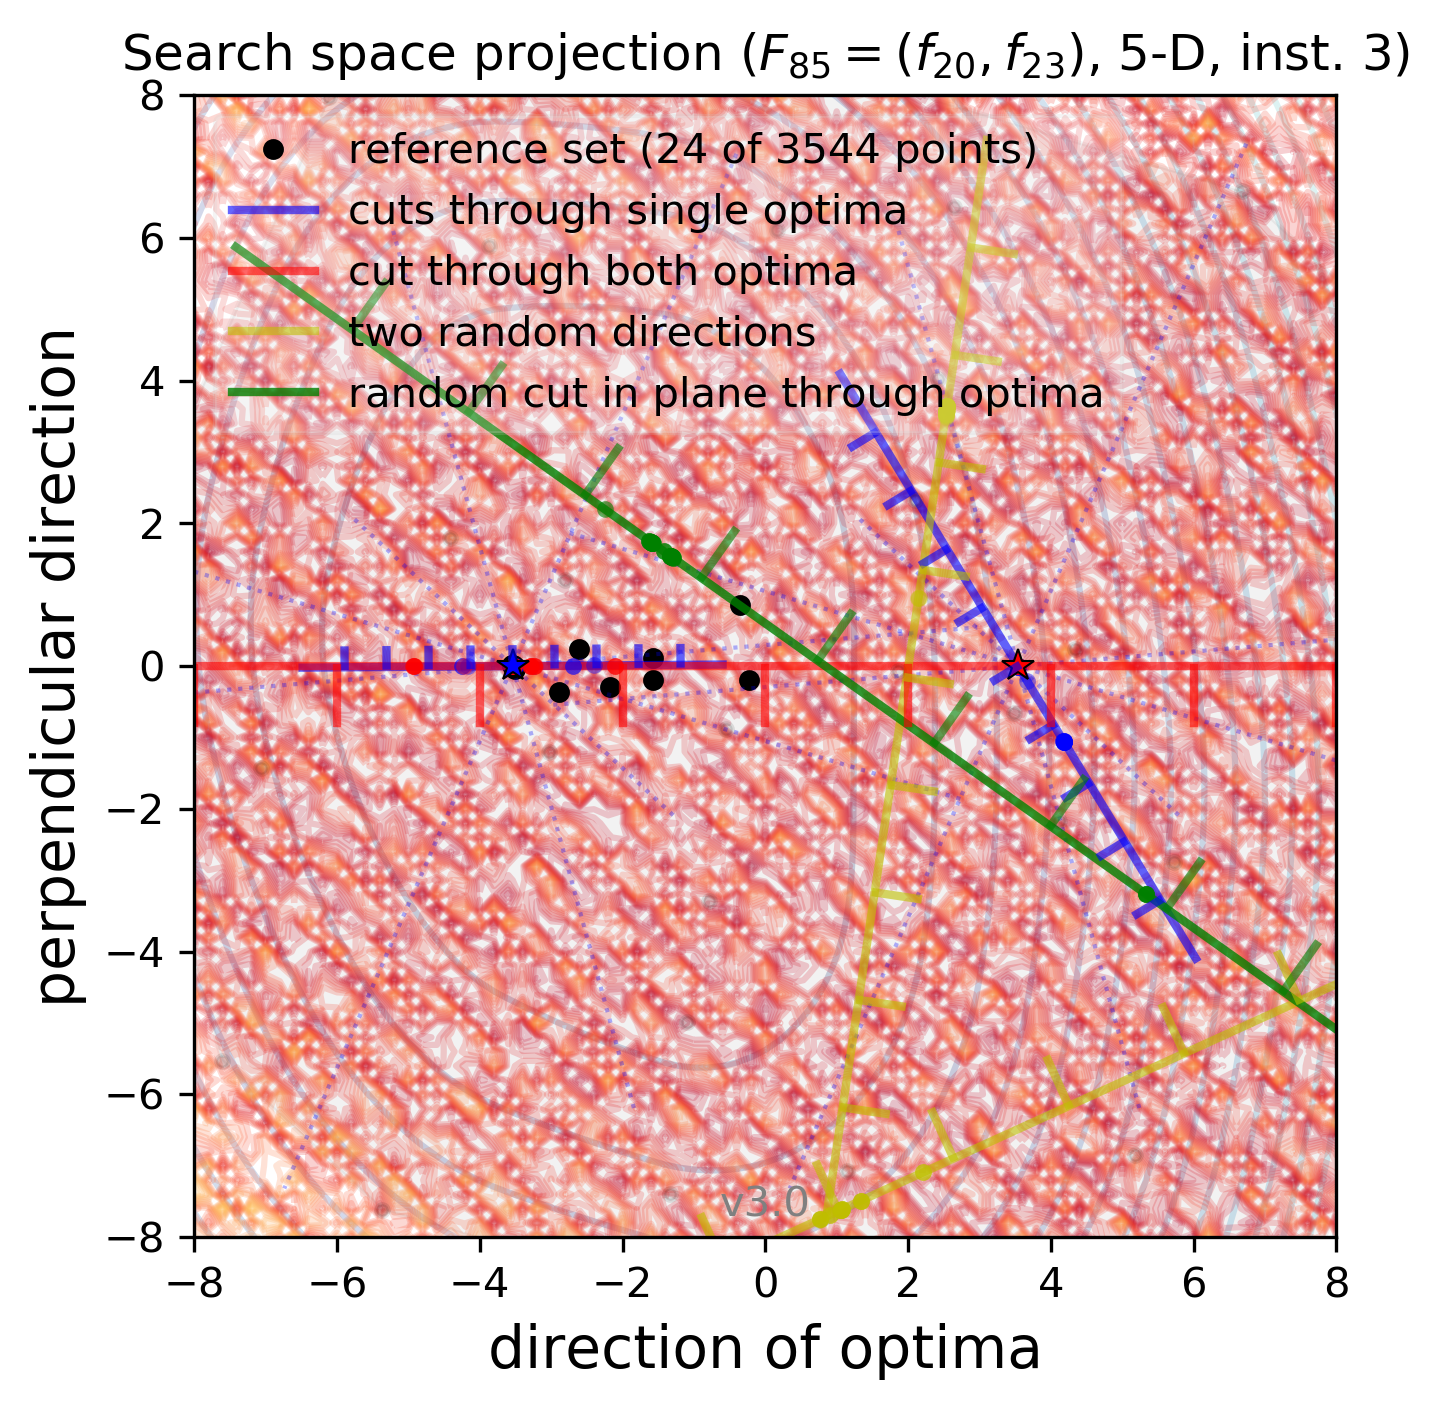 Search space projection (F₈₅ = (f₂₀, f₂₃), 5-D, inst. 3)
reference set (24 of 3544 points)
cuts through single optima
cut through both optima
two random directions
random cut in plane through optima
8
6
4
2
0
−2
−4
−6
−8
perpendicular direction
v3.0
−8 −6 −4 −2 0 2 4 6 8
direction of optima